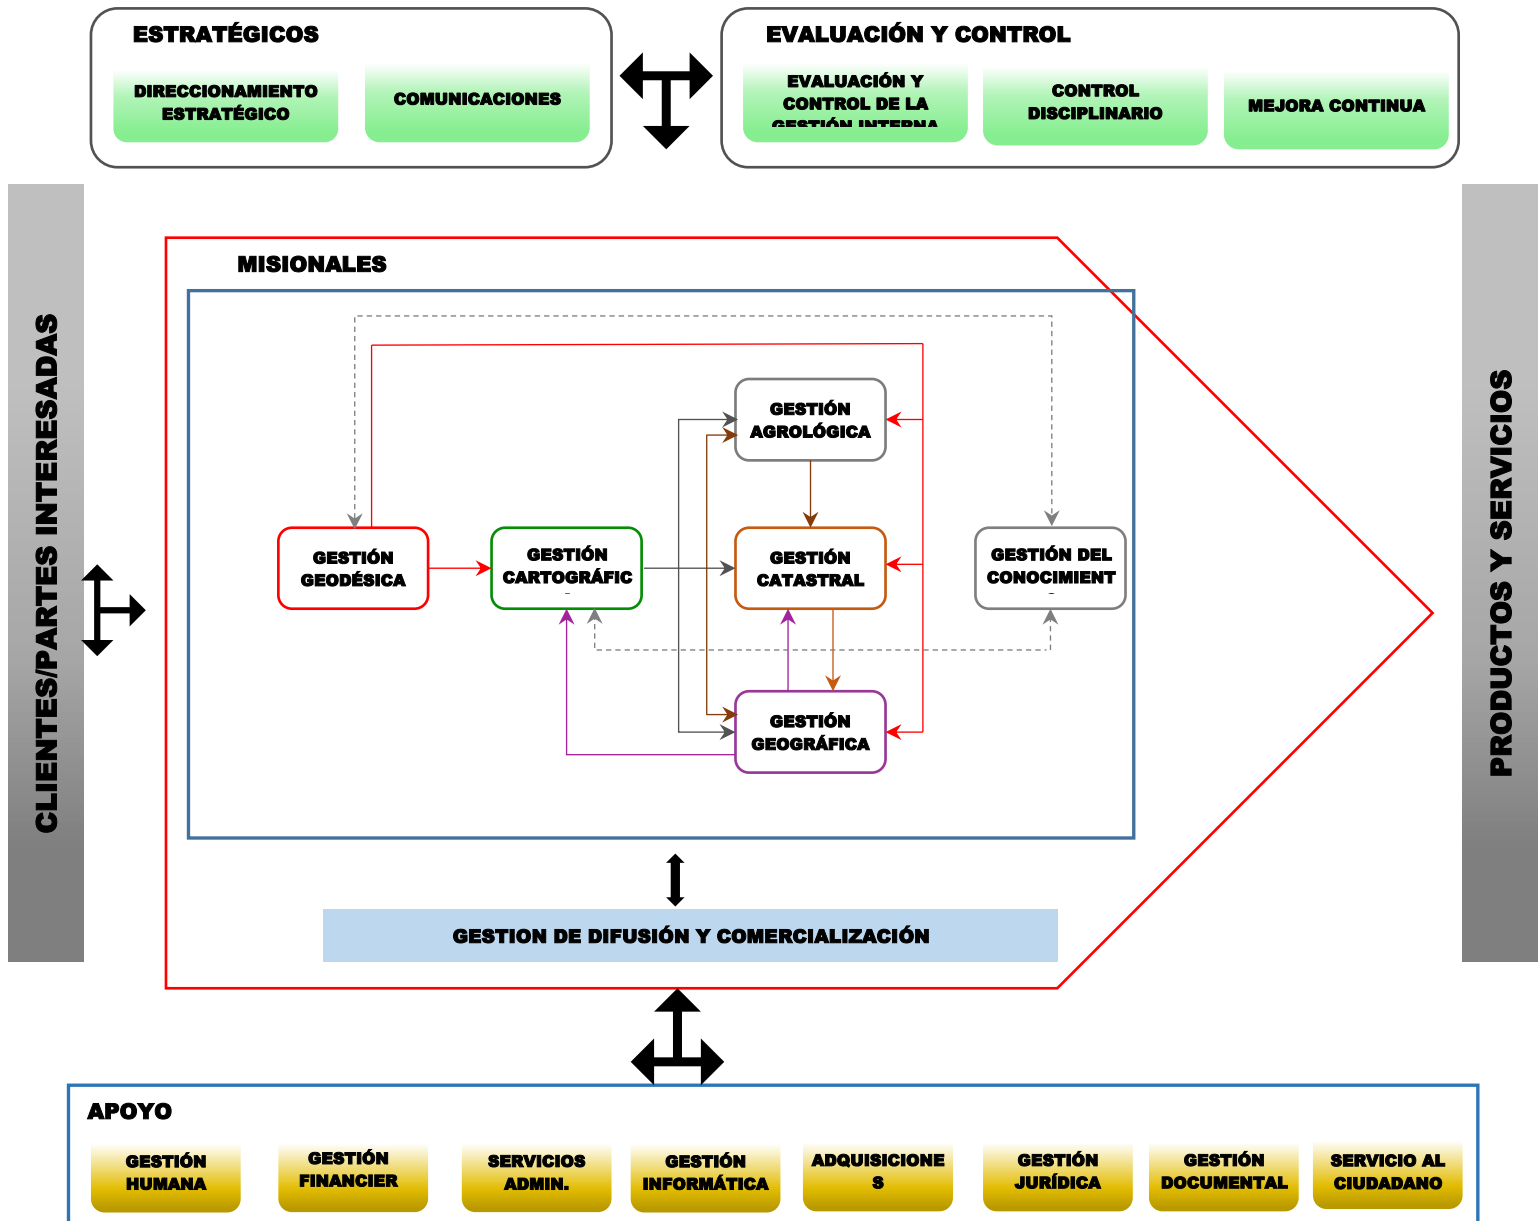 ESTRATÉGICOS
DIRECCIONAMIENTO
ESTRATÉGICO
COMUNICACIONES
EVALUACIÓN Y CONTROL
EVALUACIÓN Y
CONTROL DE LA
GESTIÓN INTERNA
CONTROL
DISCIPLINARIO
MEJORA CONTINUA
CLIENTES/PARTES INTERESADAS
MISIONALES
GESTIÓN
AGROLÓGICA
GESTIÓN
GEODÉSICA
GESTIÓN
CARTOGRÁFIC
GESTIÓN
CATASTRAL
GESTIÓN DEL
CONOCIMIENT
GESTIÓN
GEOGRÁFICA
GESTION DE DIFUSIÓN Y COMERCIALIZACIÓN
PRODUCTOS Y SERVICIOS
APOYO
GESTIÓN
HUMANA
GESTIÓN
FINANCIER
SERVICIOS
ADMIN.
GESTIÓN
INFORMÁTICA
ADQUISICIONE
S
GESTIÓN
JURÍDICA
GESTIÓN
DOCUMENTAL
SERVICIO AL
CIUDADANO